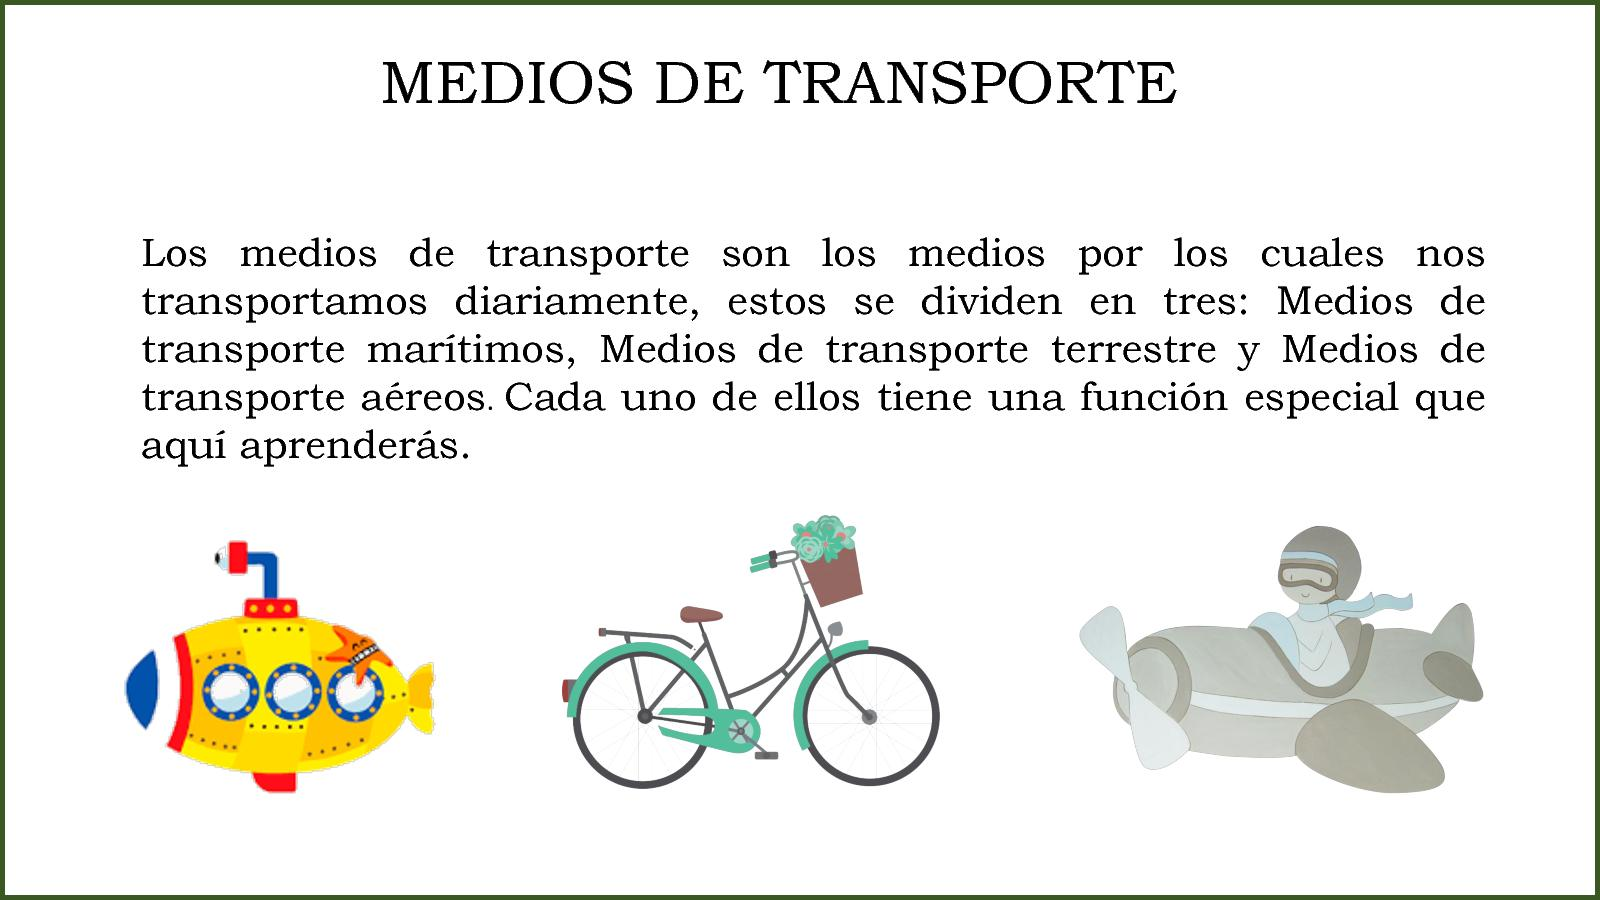 MEDIOS DE TRANSPORTE
Los medios de transporte son los medios por los cuales nos
transportamos diariamente, estos se dividen en tres: Medios de
transporte marítimos, Medios de transporte terrestre y Medios de
transporte aéreos. Cada uno de ellos tiene una función especial que
aquí aprenderás.